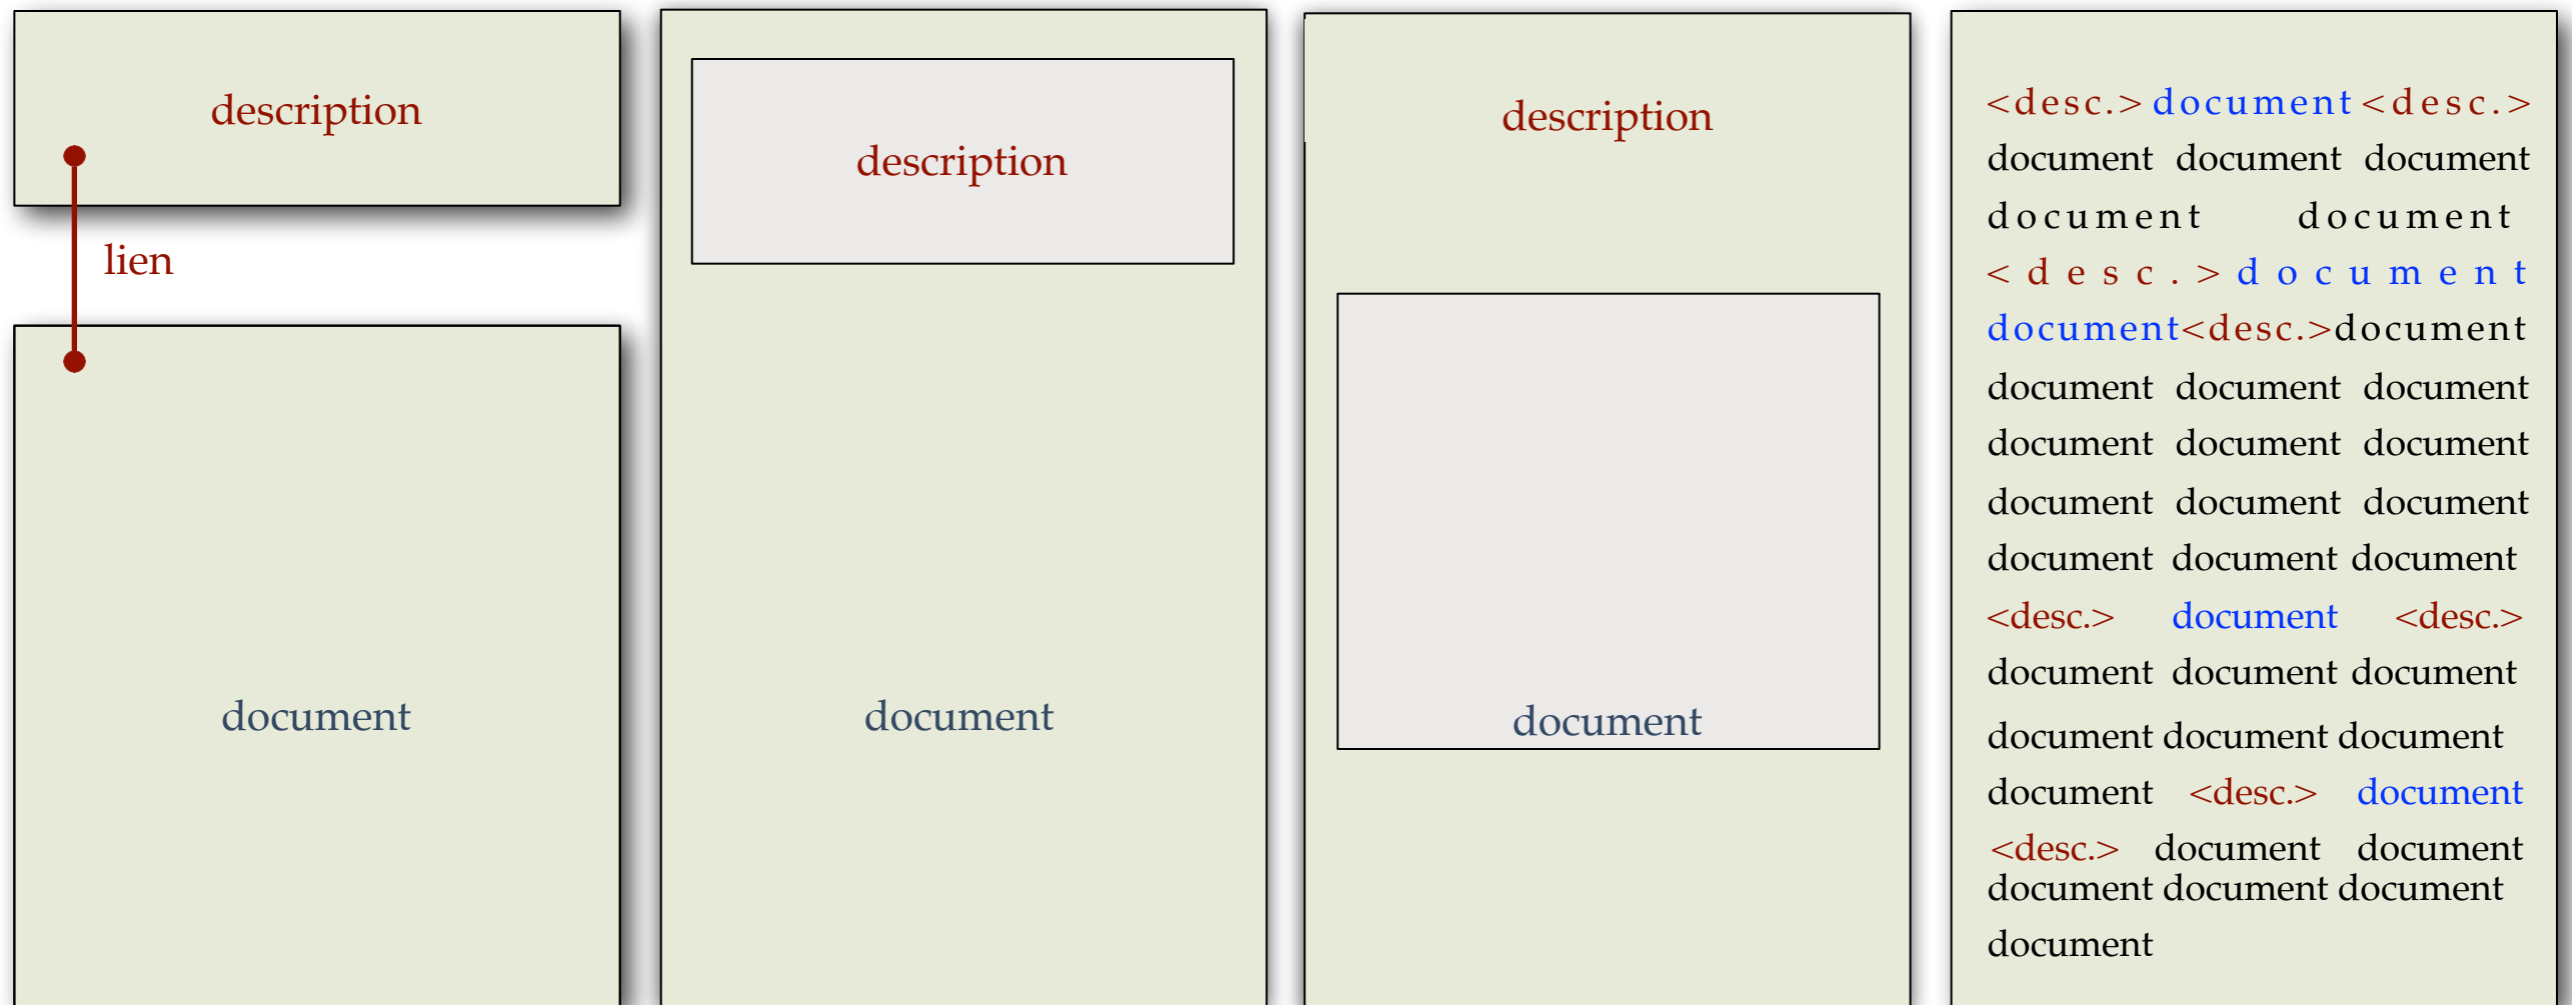 description
lien
document
description
document
description
document
<desc.> document <desc.>
document document document
document document
<desc.> document
document<desc.>document
document document document
document document document
document document document
document document document
<desc.> document <desc.>
document document document
document document document
document <desc.> document
<desc.> document document
document document document
document